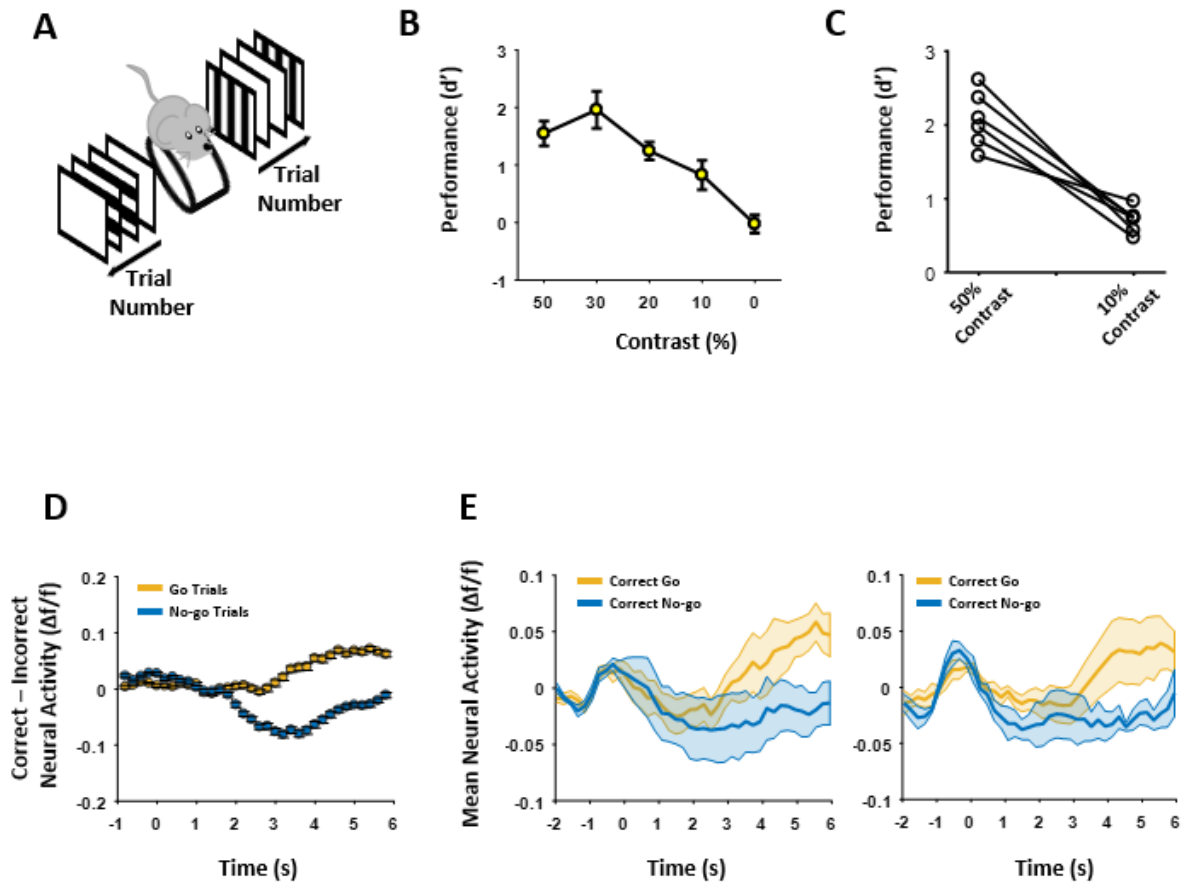 A
Trial
Number
Trial
Number
B
Performance (d’)
3
2
1
0
-1
50 30 20 10 0
Contrast (%)
C
Performance (d’)
3
2
1
0
50%
Contrast
10%
Contrast
D
Correct – Incorrect
Neural Activity (Δf/f)
0.2
0.1
0
-0.1
-0.2
Go Trials
No-go Trials
-1 0 1 2 3 4 5 6
Time (s)
E
Mean Neural Activity (Δf/f)
0.1
0.05
0
-0.05
-0.1
Correct Go
Correct No-go
-2 -1 0 1 2 3 4 5 6
Time (s)
0.1
0.05
0
-0.05
-0.1
Correct Go
Correct No-go
-2 -1 0 1 2 3 4 5 6
Time (s)